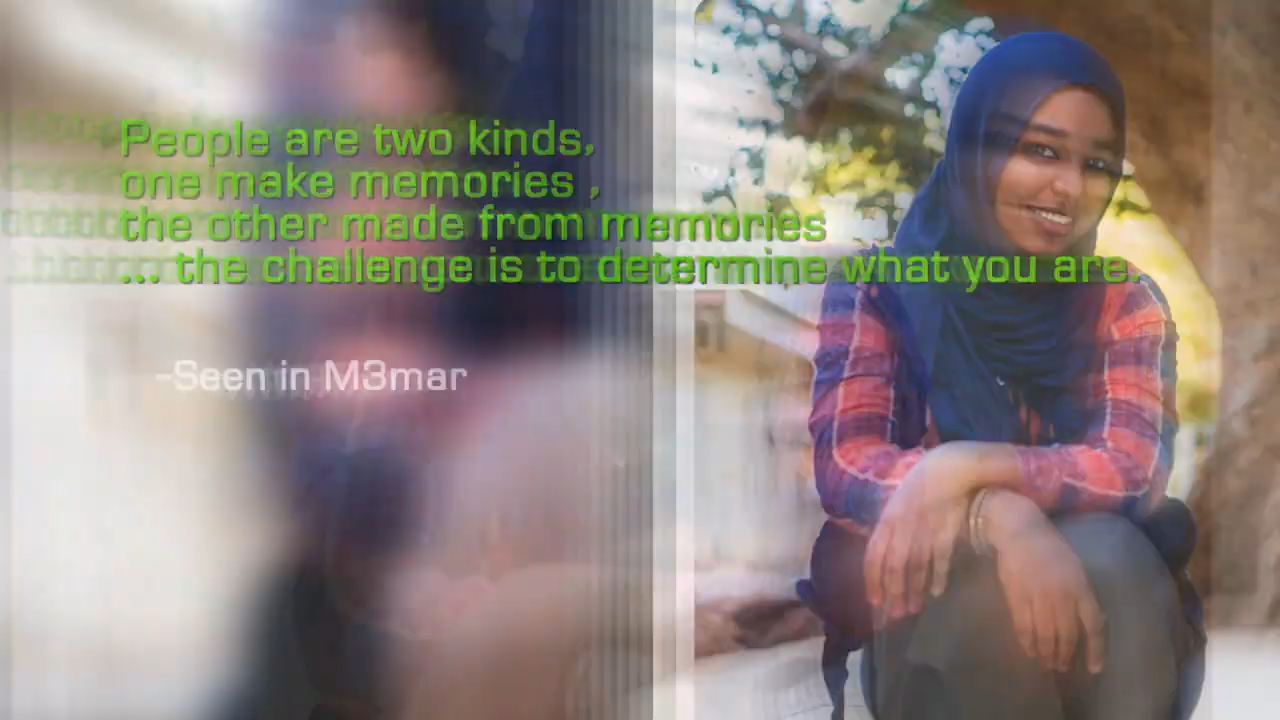 People are two kinds,
one make memories ,
the other made from memories
... the challenge is to determine what you are.
-Seen in M3mar